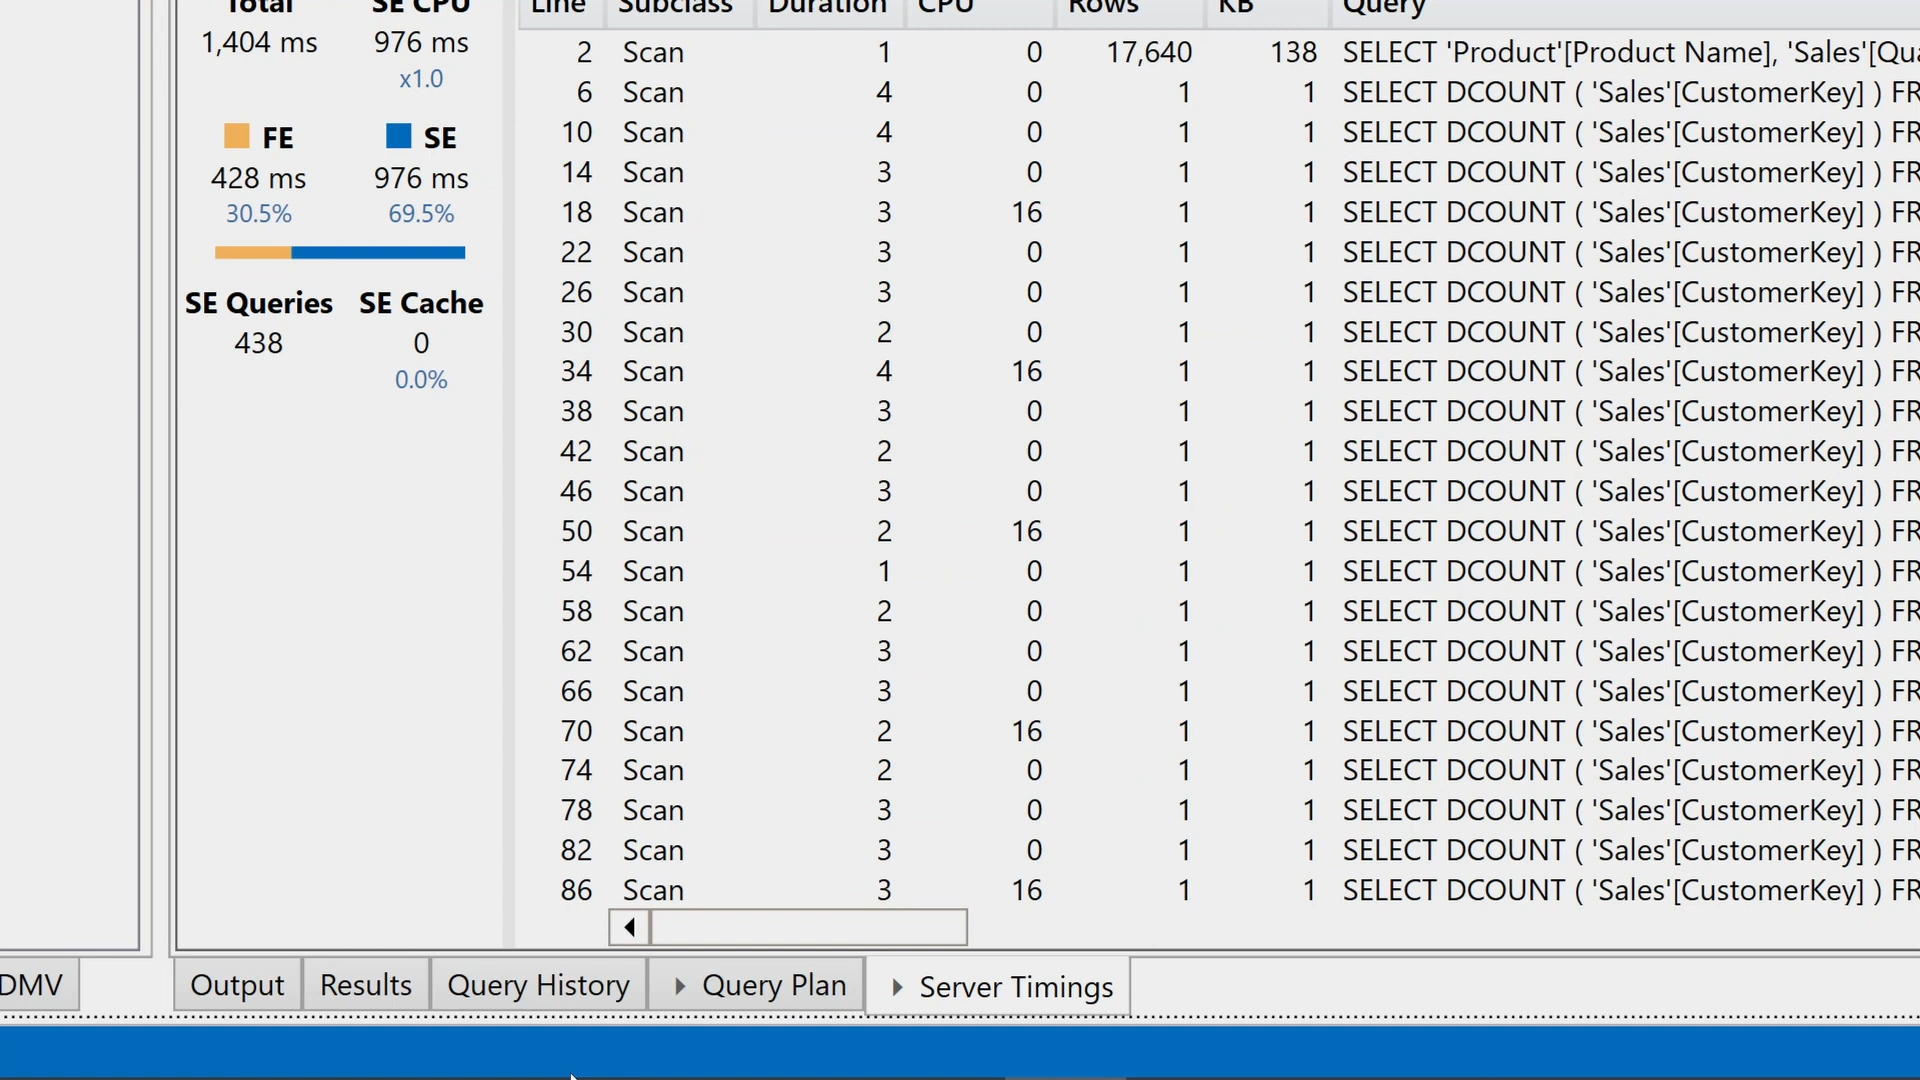 Total SE CPU
1,404 ms 976 ms
x1.0
FE SE
428 ms 976 ms
30.5% 69.5%
SE Queries SE Cache
438 0
0.0%
Line Subclass Duration CPU Rows KB Query
2 Scan 1 0 17,640 138 SELECT 'Product'[Product Name], 'Sales'[Qua
6 Scan 4 0 1 1 SELECT DCOUNT ( 'Sales'[CustomerKey] ) FR
10 Scan 4 0 1 1 SELECT DCOUNT ( 'Sales'[CustomerKey] ) FR
14 Scan 3 0 1 1 SELECT DCOUNT ( 'Sales'[CustomerKey] ) FR
18 Scan 3 16 1 1 SELECT DCOUNT ( 'Sales'[CustomerKey] ) FR
22 Scan 3 0 1 1 SELECT DCOUNT ( 'Sales'[CustomerKey] ) FR
26 Scan 3 0 1 1 SELECT DCOUNT ( 'Sales'[CustomerKey] ) FR
30 Scan 2 0 1 1 SELECT DCOUNT ( 'Sales'[CustomerKey] ) FR
34 Scan 4 16 1 1 SELECT DCOUNT ( 'Sales'[CustomerKey] ) FR
38 Scan 3 0 1 1 SELECT DCOUNT ( 'Sales'[CustomerKey] ) FR
42 Scan 2 0 1 1 SELECT DCOUNT ( 'Sales'[CustomerKey] ) FR
46 Scan 3 0 1 1 SELECT DCOUNT ( 'Sales'[CustomerKey] ) FR
50 Scan 2 16 1 1 SELECT DCOUNT ( 'Sales'[CustomerKey] ) FR
54 Scan 1 0 1 1 SELECT DCOUNT ( 'Sales'[CustomerKey] ) FR
58 Scan 2 0 1 1 SELECT DCOUNT ( 'Sales'[CustomerKey] ) FR
62 Scan 3 0 1 1 SELECT DCOUNT ( 'Sales'[CustomerKey] ) FR
66 Scan 3 0 1 1 SELECT DCOUNT ( 'Sales'[CustomerKey] ) FR
70 Scan 2 16 1 1 SELECT DCOUNT ( 'Sales'[CustomerKey] ) FR
74 Scan 2 0 1 1 SELECT DCOUNT ( 'Sales'[CustomerKey] ) FR
78 Scan 3 0 1 1 SELECT DCOUNT ( 'Sales'[CustomerKey] ) FR
82 Scan 3 0 1 1 SELECT DCOUNT ( 'Sales'[CustomerKey] ) FR
86 Scan 3 16 1 1 SELECT DCOUNT ( 'Sales'[CustomerKey] ) FR
DMV Output Results Query History Query Plan Server Timings